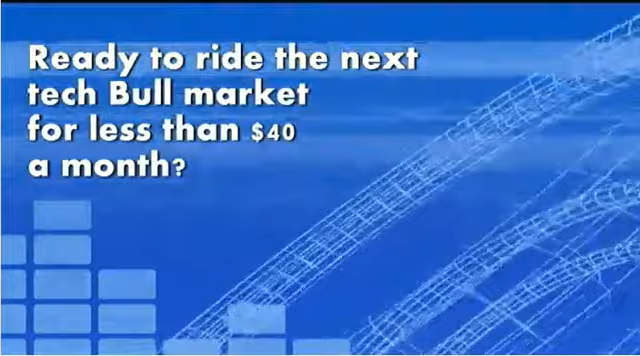 Ready to ride the next
tech Bull market
for less than $40
a month?